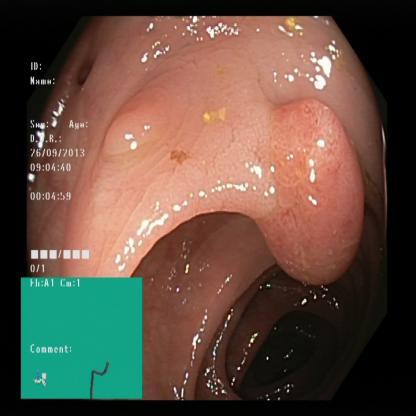 ID:
Name:
Sex: Age:
D.O.B.:
26/09/2013
09:04:40
00:04:59
■■■/■■■
0/1
Eh:A1 Cm:1
Comment: